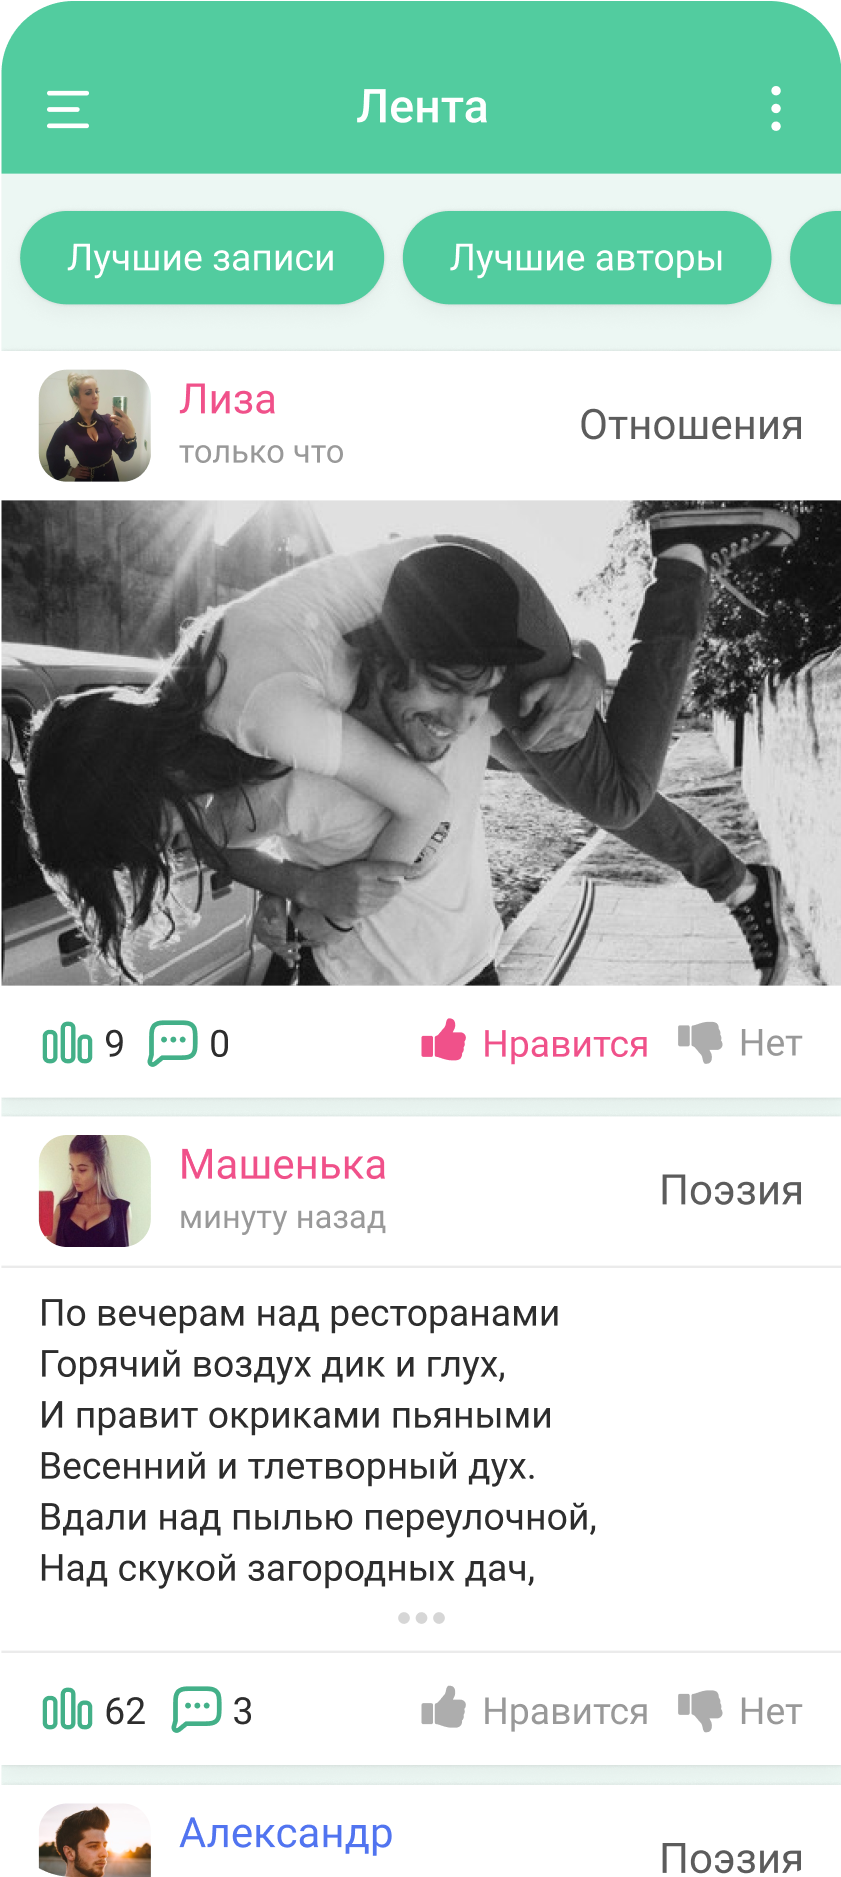 Лента
Лучшие записи
Лучшие авторы
Лиза
только что
Отношения
9
0
Нравится
Нет
Машенька
минуту назад
Поэзия
По вечерам над ресторанами
Горячий воздух дик и глух,
И правит окриками пьяными
Весенний и тлетворный дух.
Вдали над пылью переулочной,
Над скукой загородных дач,
62
3
Нравится
Нет
Александр
Поэзия